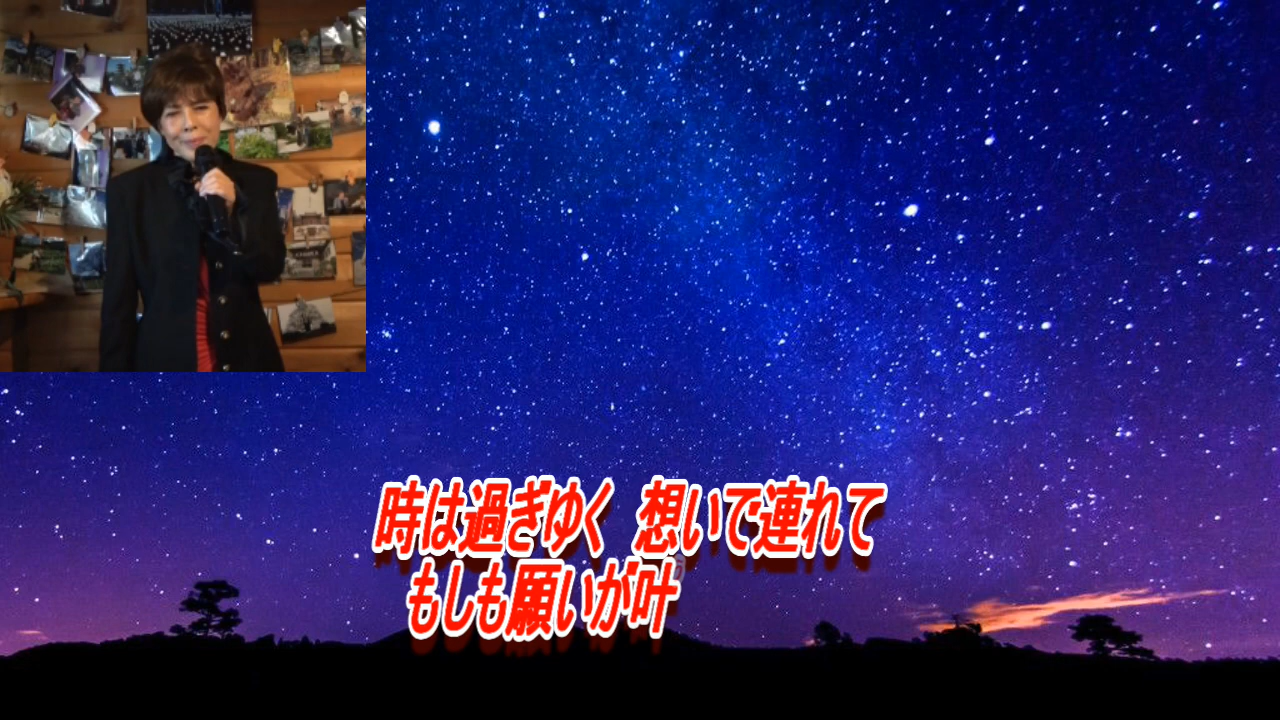 時は過ぎゆく 想いで連れて
もしも願いが叶